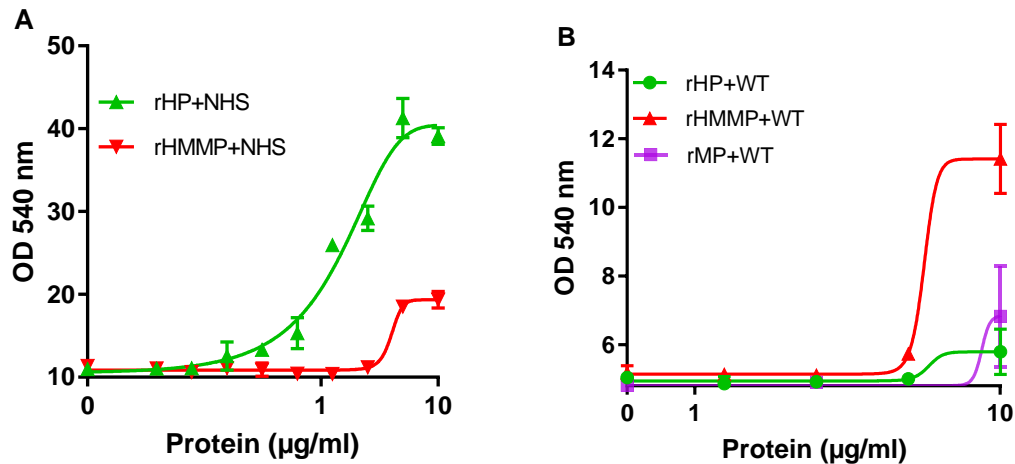 A
50
40
30
20
10
OD 540 nm
rHP+NHS
rHMMP+NHS
0
1
10
Protein (µg/ml)
B
14
12
10
8
6
OD 540 nm
rHP+WT
rHMMP+WT
rMP+WT
0
1
10
Protein (µg/ml)